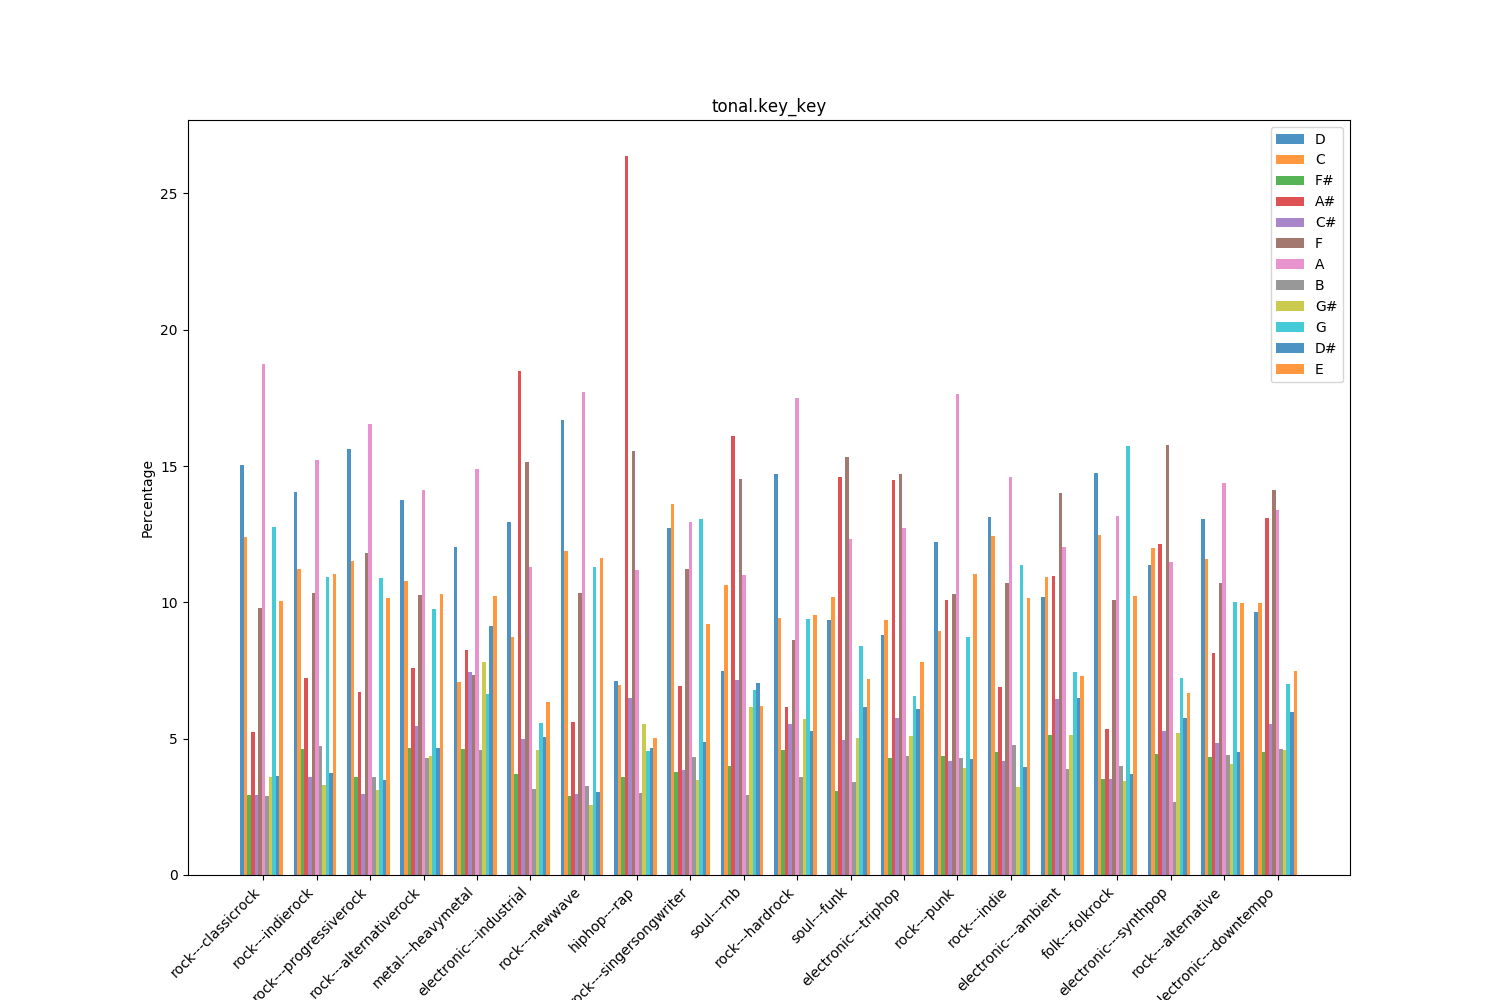 tonal.key_key
D
C
F#
A#
C#
F
A
B
G#
G
D#
E
Percentage
25
20
15
10
5
0
rock---classicrock
rock---indierock
rock---progressiverock
rock---alternativerock
metal---heavymetal
electronic---industrial
rock---newwave
hiphop---rap
rock---singersongwriter
soul---rnb
rock---hardrock
soul---funk
electronic---triphop
rock---punk
rock---indie
electronic---ambient
folk---folkrock
electronic---synthpop
rock---alternative
lectronic---downtempo